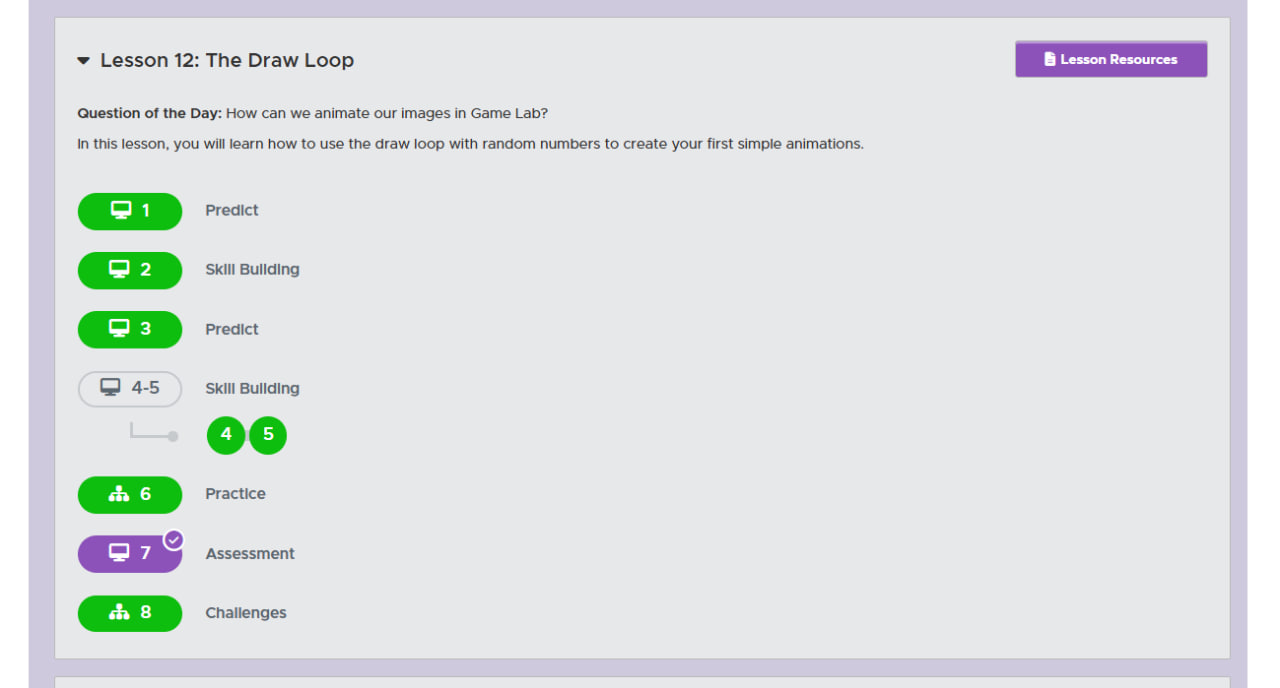 Lesson 12: The Draw Loop
Lesson Resources
Question of the Day: How can we animate our images in Game Lab?
In this lesson, you will learn how to use the draw loop with random numbers to create your first simple animations.
1 Predict
2 Skill Building
3 Predict
4-5 Skill Building
4 5
6 Practice
7 Assessment
8 Challenges